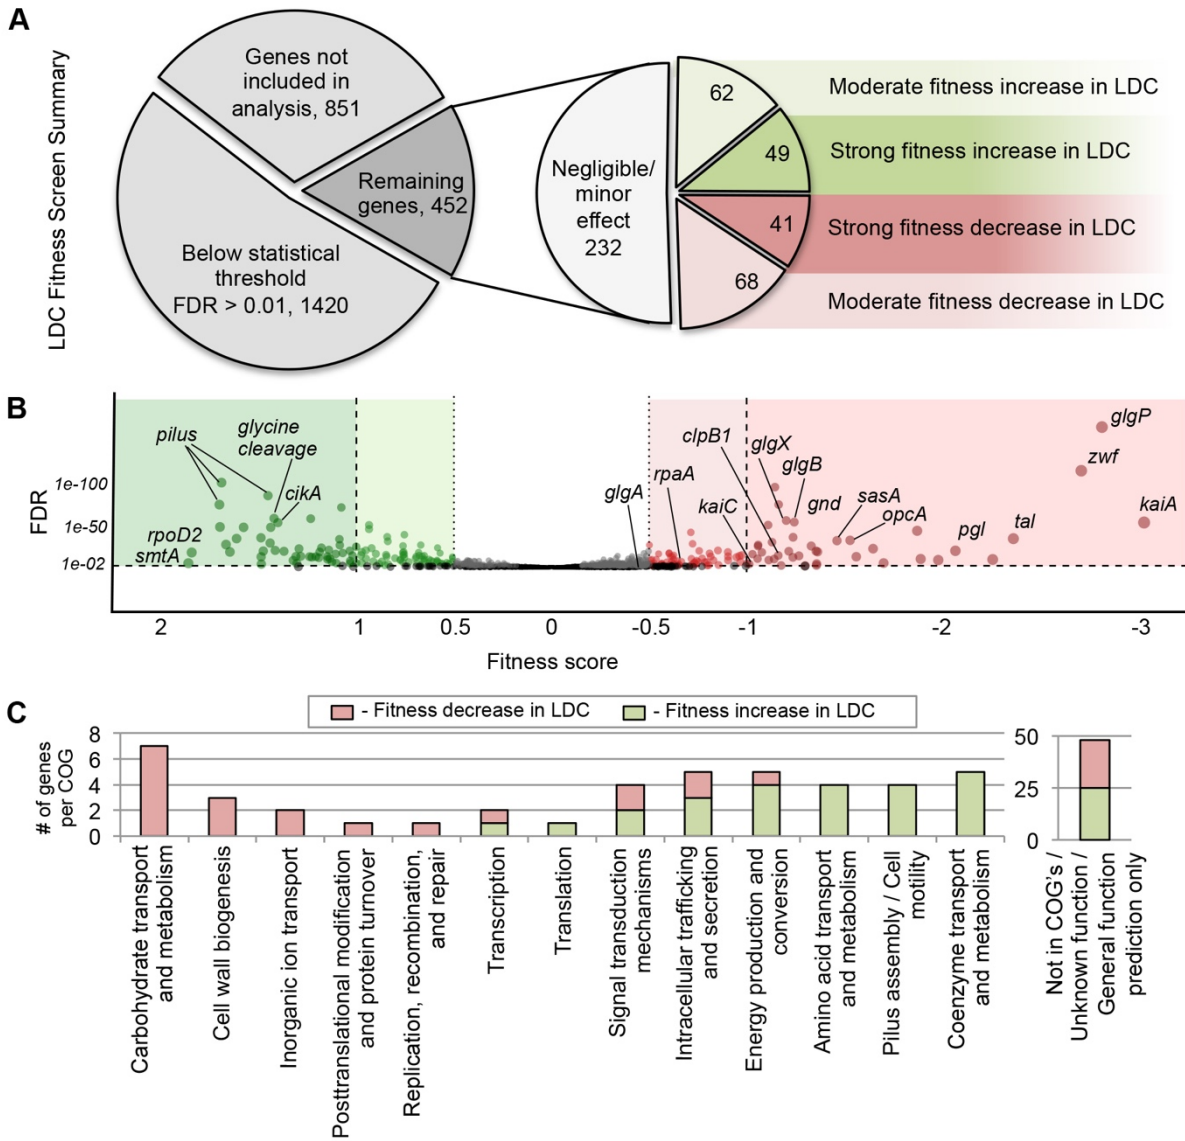 A
LDC Fitness Screen Summary
Genes not
included in
analysis, 851
Remaining
genes, 452
Below statistical
threshold
FDR > 0.01, 1420
Negligible/
minor
effect
232
62
49
41
68
Moderate fitness increase in LDC
Strong fitness increase in LDC
Strong fitness decrease in LDC
Moderate fitness decrease in LDC
B
FDR
1e-100
1e-50
1e-02
pilus
glycine
cleavage
cikA
rpoD2
smtA
glgA
rpaA
clpB1
kaiC
glgX
glgB
gnd
sasA
opcA
pgl
tal
zwf
glgP
kaiA
2
1
0.5
0
-0.5
-1
-2
-3
Fitness score
C
- Fitness decrease in LDC
- Fitness increase in LDC
# of genes
per COG
8
6
4
2
0
50
25
0
Carbohydrate transport
and metabolism
Cell wall biogenesis
Inorganic ion transport
Posttranslational modification
and protein turnover
Replication, recombination,
and repair
Transcription
Translation
Signal transduction
mechanisms
Intracellular trafficking
and secretion
Energy production and
conversion
Amino acid transport
and metabolism
Pilus assembly / Cell
motility
Coenzyme transport
and metabolism
Not in COG's /
Unknown function /
General function
prediction only